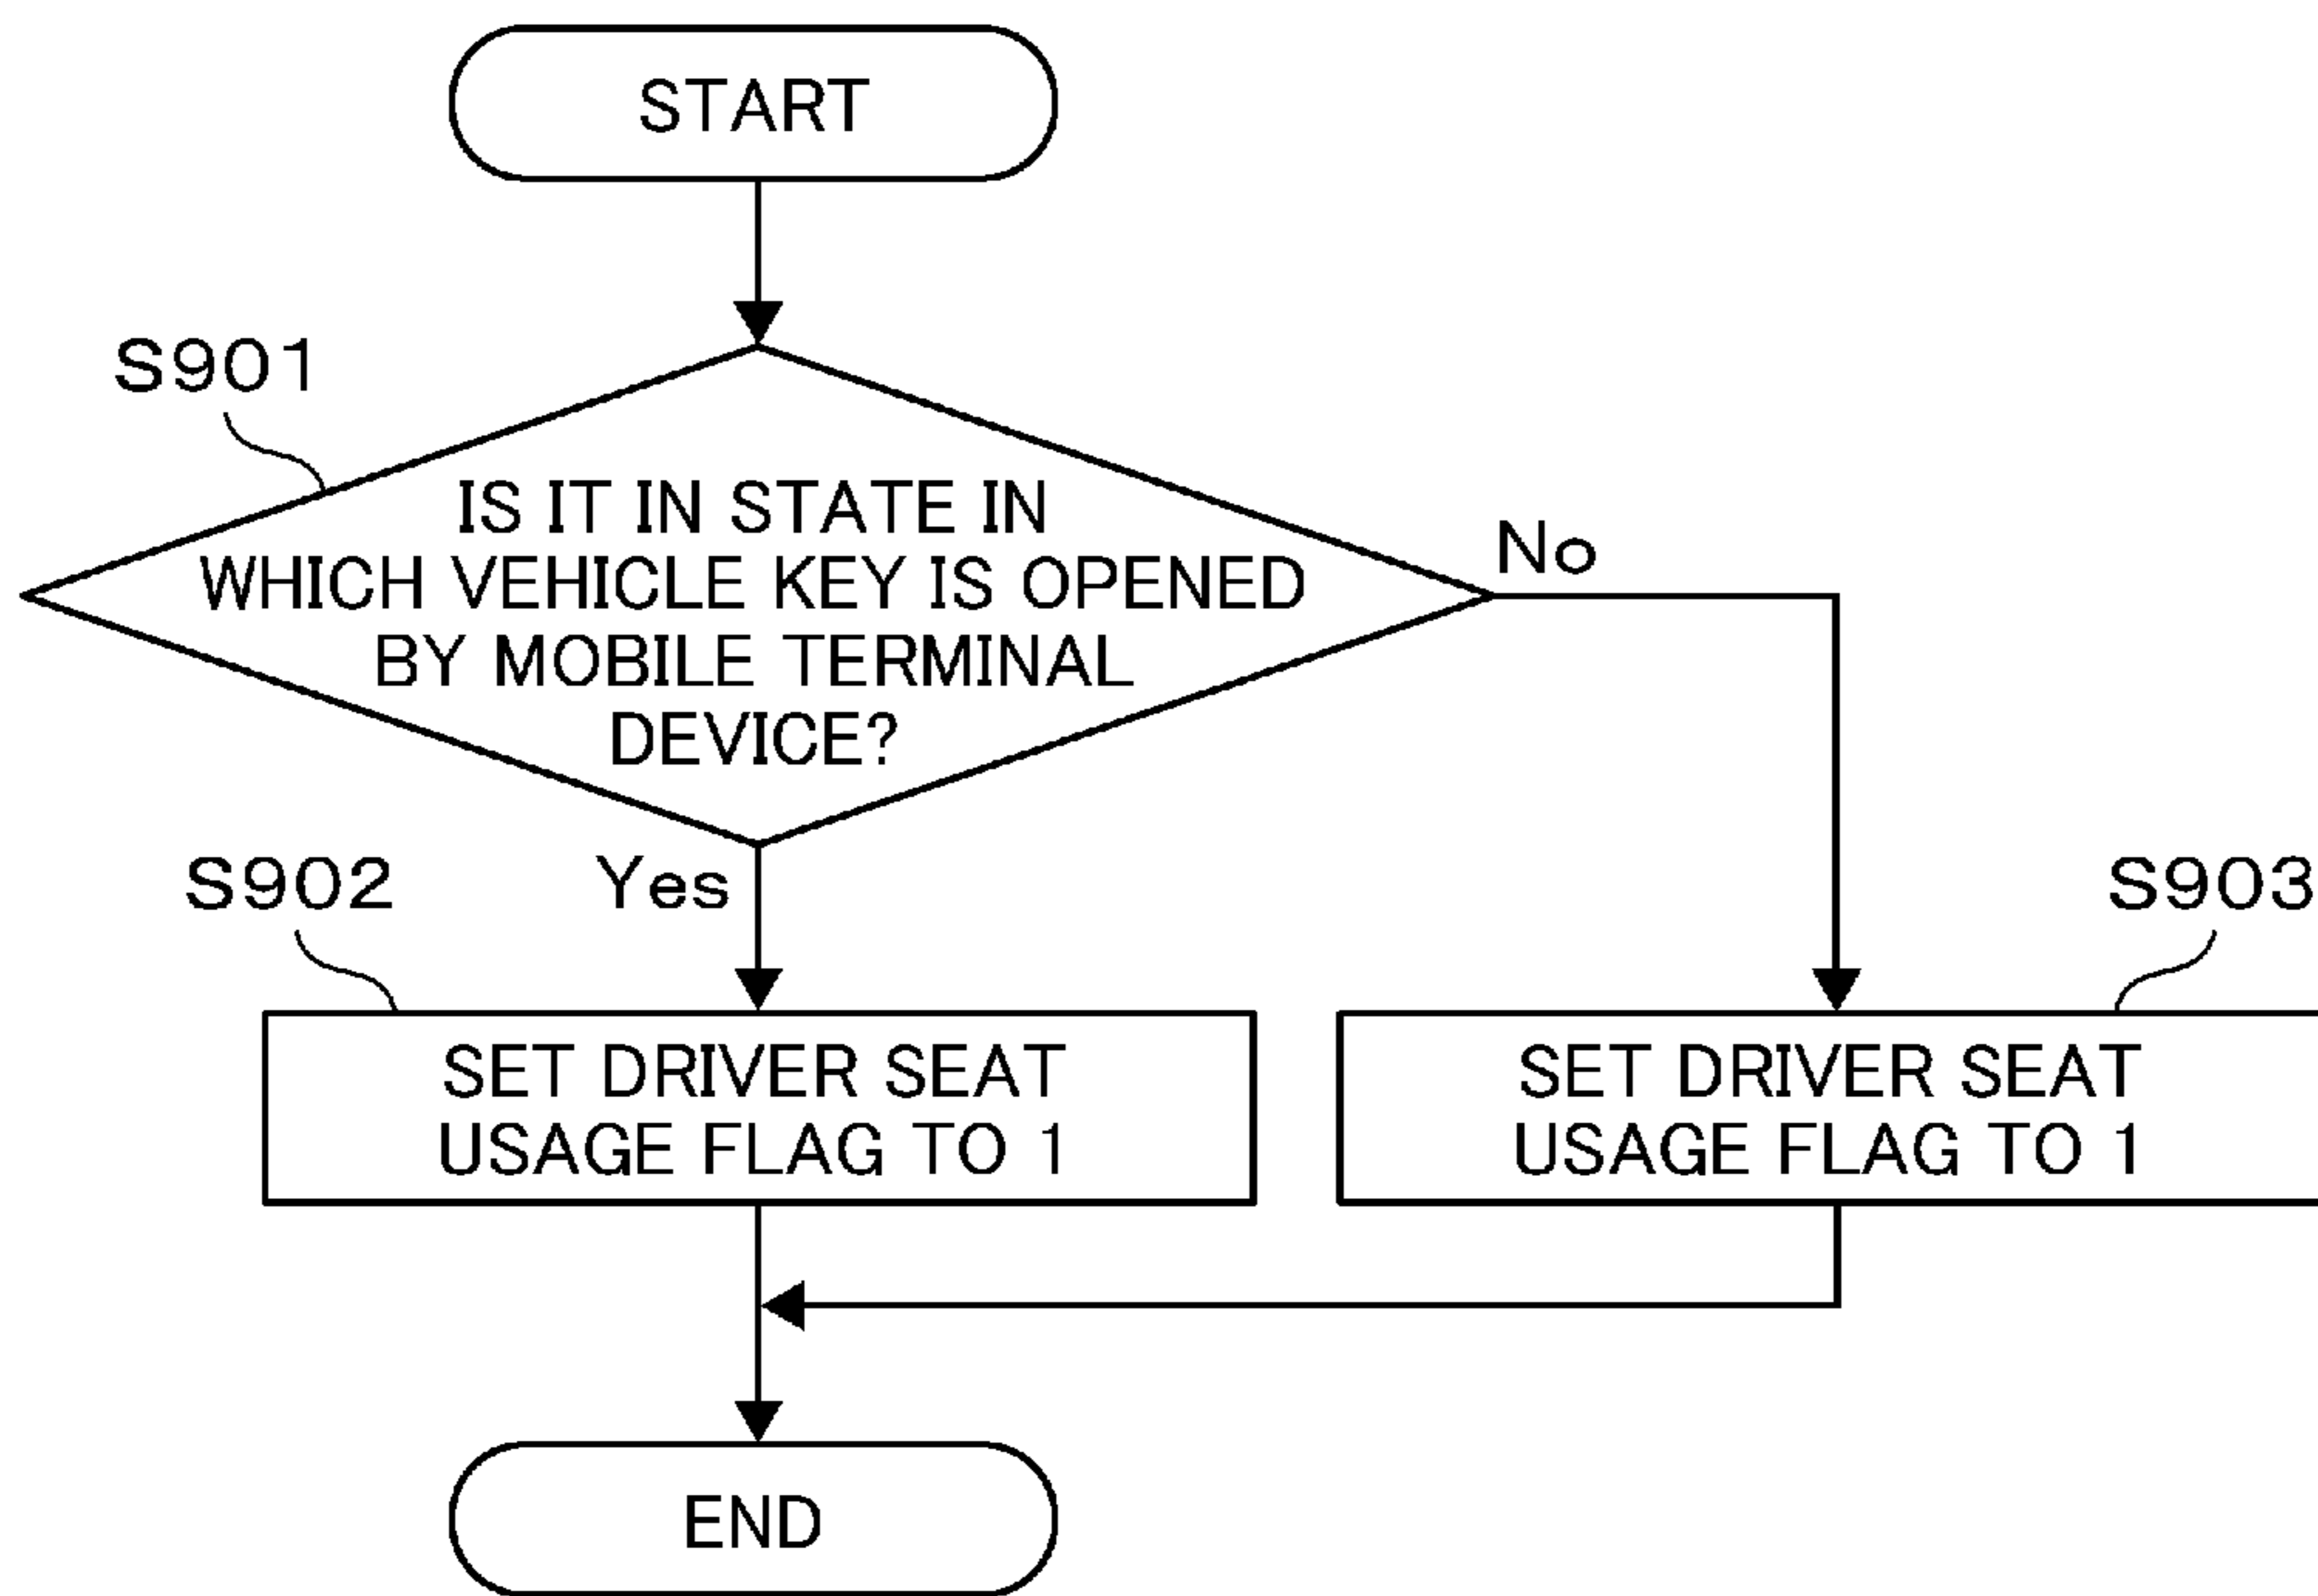 START
S901
IS IT IN STATE IN
WHICH VEHICLE KEY IS OPENED
BY MOBILE TERMINAL
DEVICE?
No
Yes
S902
S903
SET DRIVER SEAT
USAGE FLAG TO 1
SET DRIVER SEAT
USAGE FLAG TO 1
END